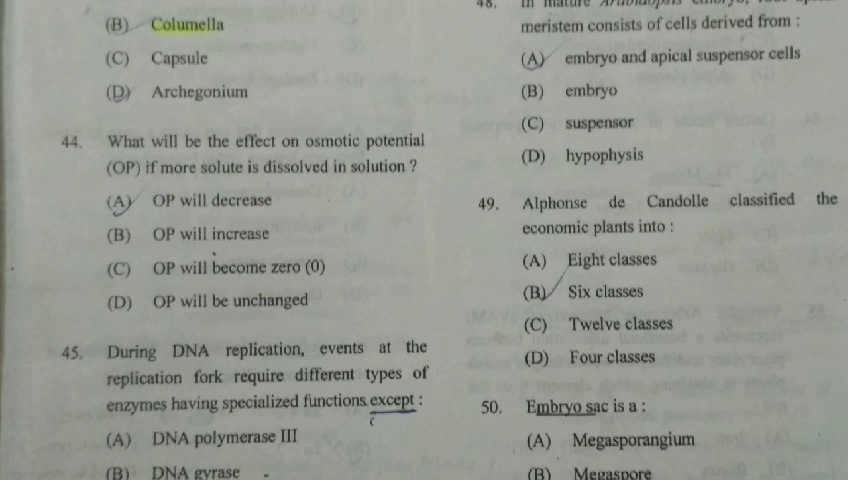 (B) Columella
(C) Capsule
(D) Archegonium
44. What will be the effect on osmotic potential
(OP) if more solute is dissolved in solution ?
(A) OP will decrease
(B) OP will increase
(C) OP will become zero (0)
(D) OP will be unchanged
45. During DNA replication, events at the
replication fork require different types of
enzymes having specialized functions except :
(A) DNA polymerase III
(B) DNA gyrase
48. In mature
meristem consists of cells derived from :
(A) embryo and apical suspensor cells
(B) embryo
(C) suspensor
(D) hypophysis
49. Alphonse de Candolle classified the
economic plants into :
(A) Eight classes
(B) Six classes
(C) Twelve classes
(D) Four classes
50. Embryo sac is a :
(A) Megasporangium
(B) Megaspore